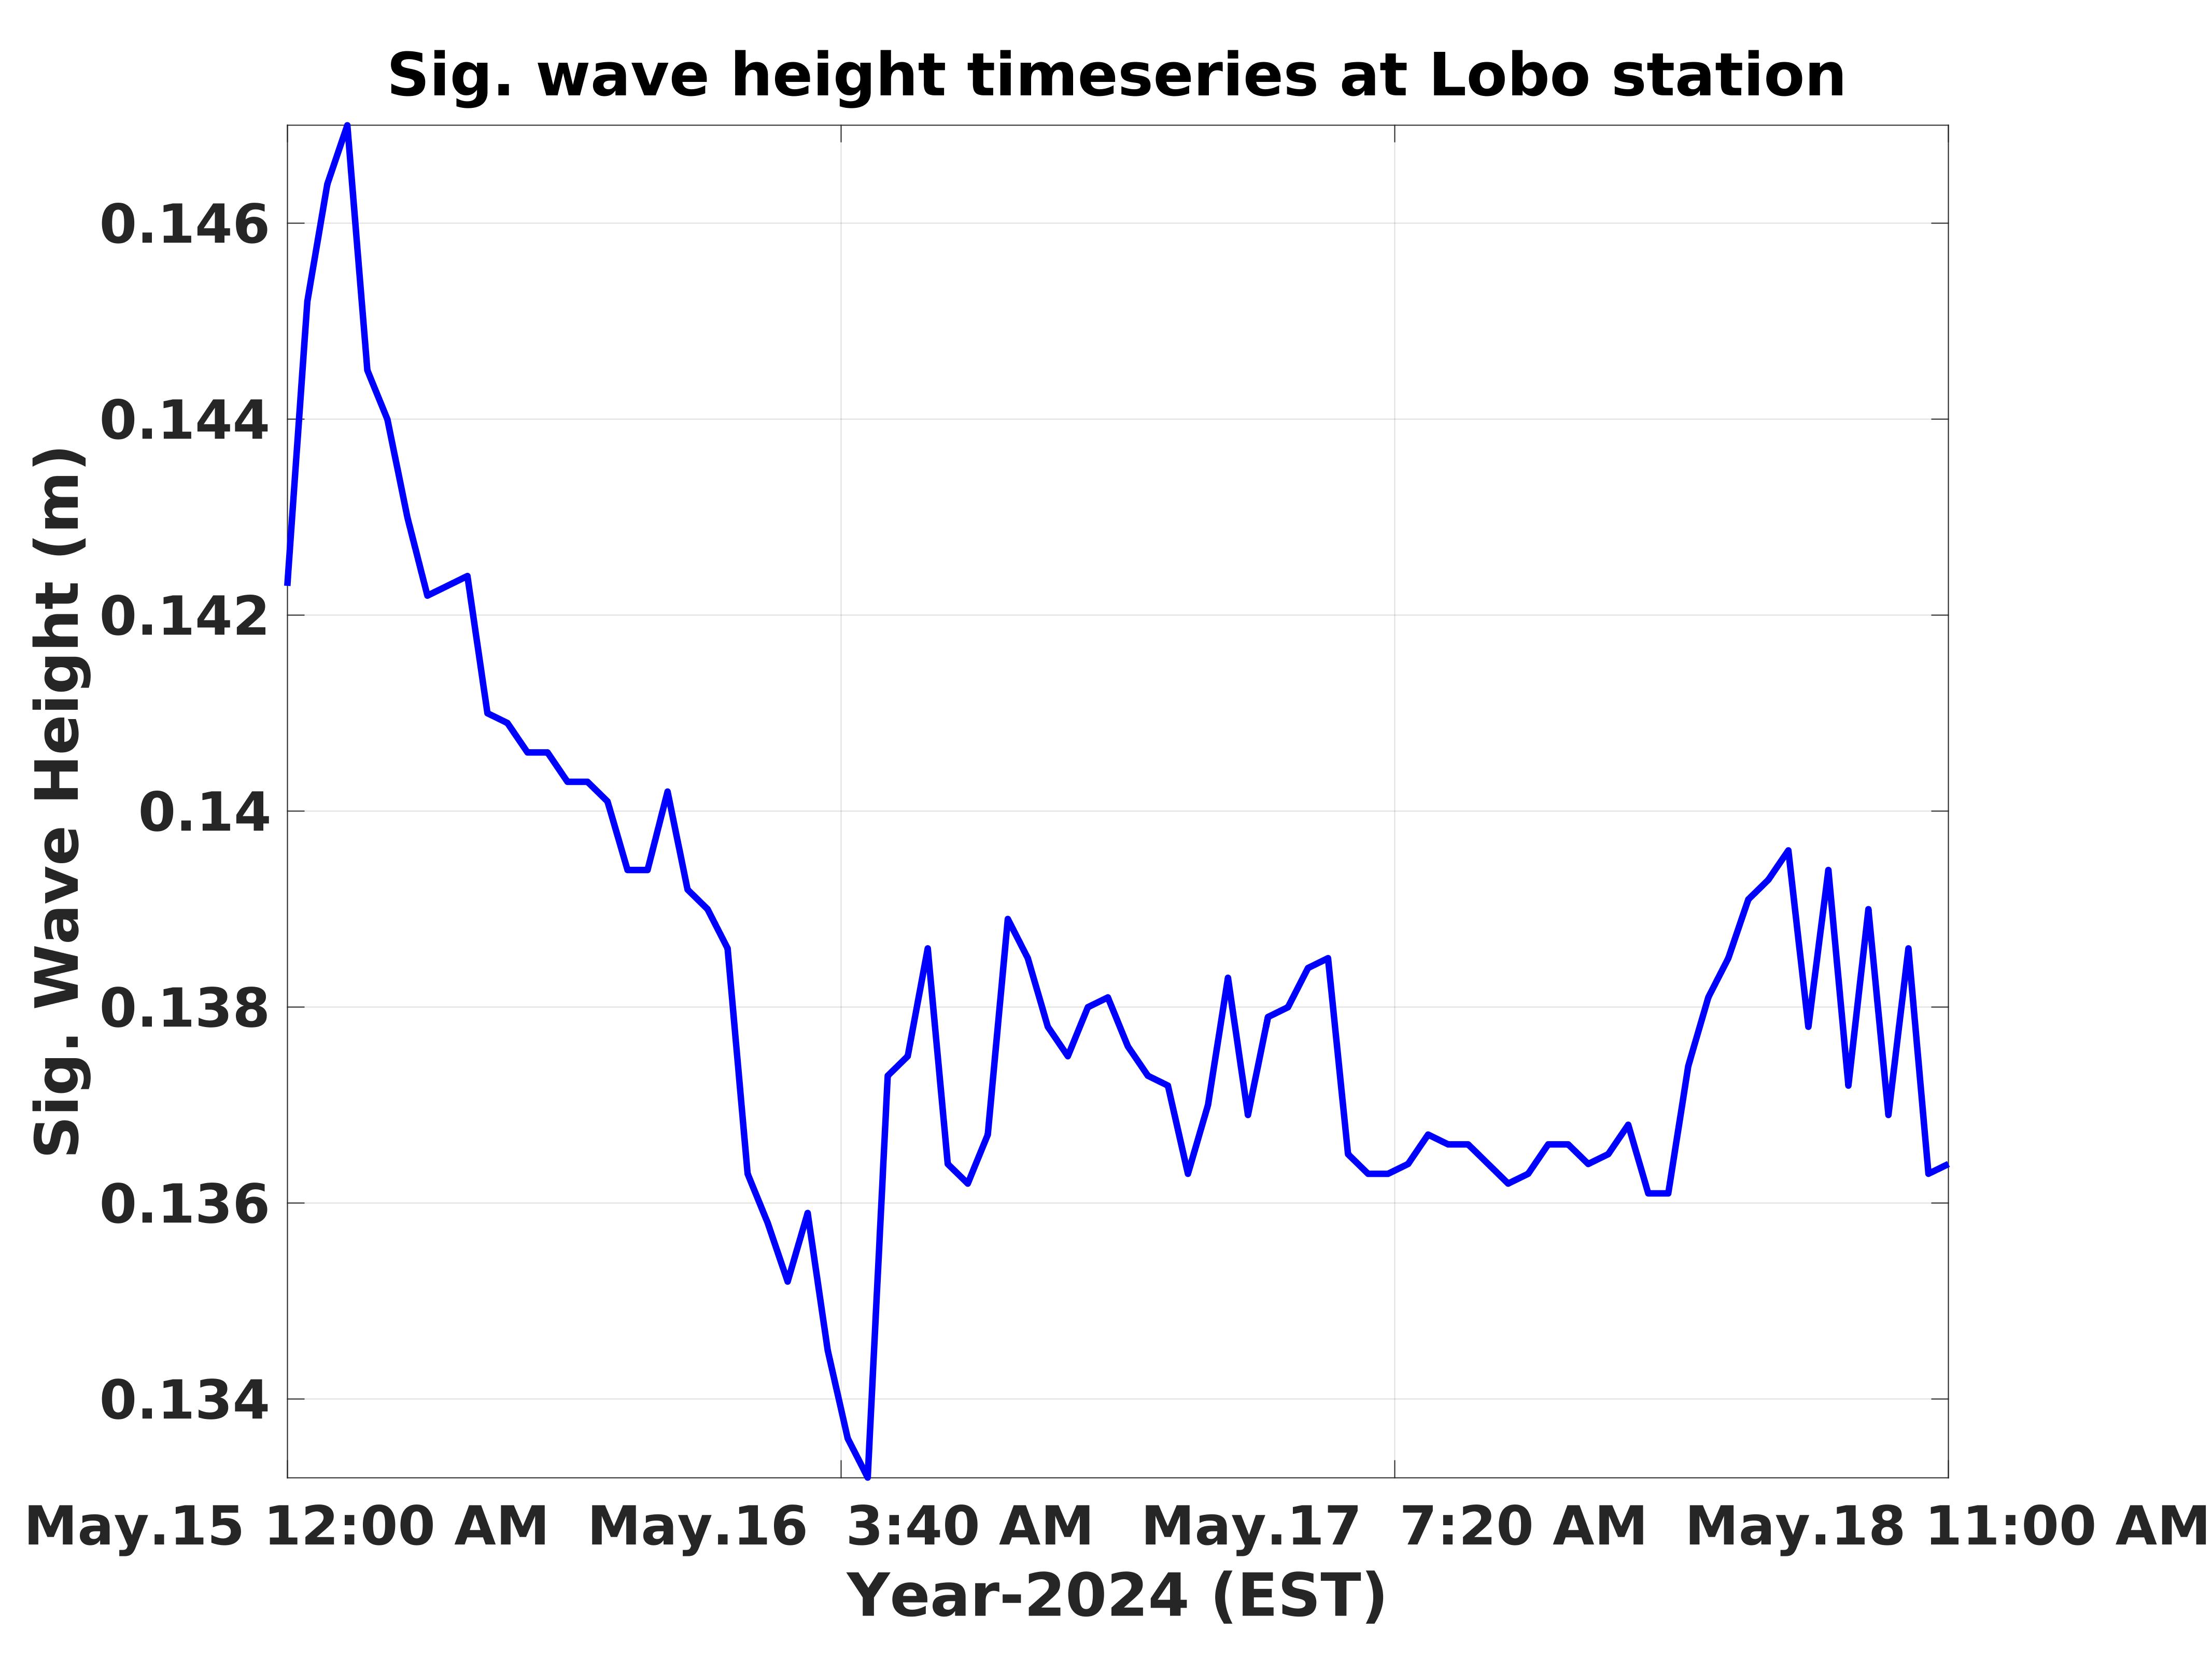 Sig. wave height timeseries at Lobo station
Sig. Wave Height (m)
0.146
0.144
0.142
0.14
0.138
0.136
0.134
May.15 12:00 AM May.16 3:40 AM May.17 7:20 AM May.18 11:00 AM
Year-2024 (EST)